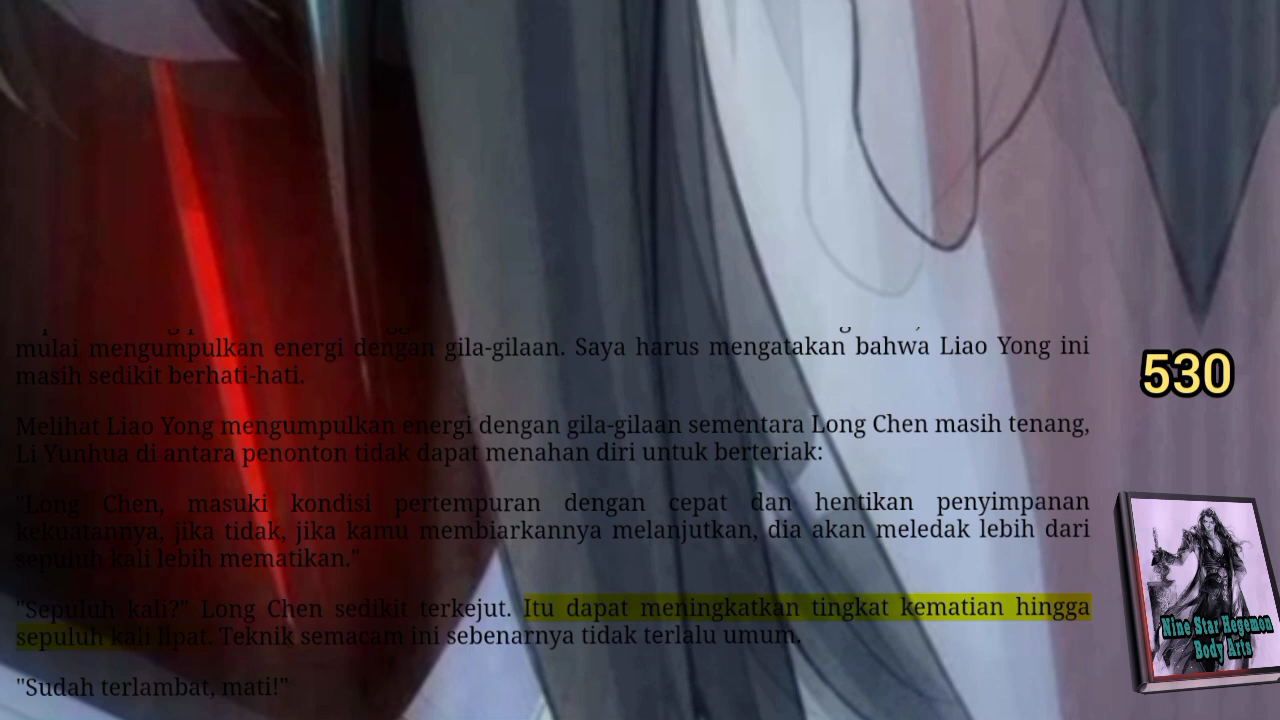 mulai mengumpulkan energi dengan gila-gilaan. Saya harus mengatakan bahwa Liao Yong ini
masih sedikit berhati-hati.
Melihat Liao Yong mengumpulkan energi dengan gila-gilaan sementara Long Chen masih tenang,
Li Yunhua di antara penonton tidak dapat menahan diri untuk berteriak:
"Long Chen, masuki kondisi pertempuran dengan cepat dan hentikan penyimpanan
kekuatannya, jika tidak, jika kamu membiarkannya melanjutkan, dia akan meledak lebih dari
sepuluh kali lebih mematikan."
"Sepuluh kali?" Long Chen sedikit terkejut. Itu dapat meningkatkan tingkat kematian hingga
sepuluh kali lipat. Teknik semacam ini sebenarnya tidak terlalu umum.
"Sudah terlambat, mati!"
530
Nine Star Hegemon
Body Arts